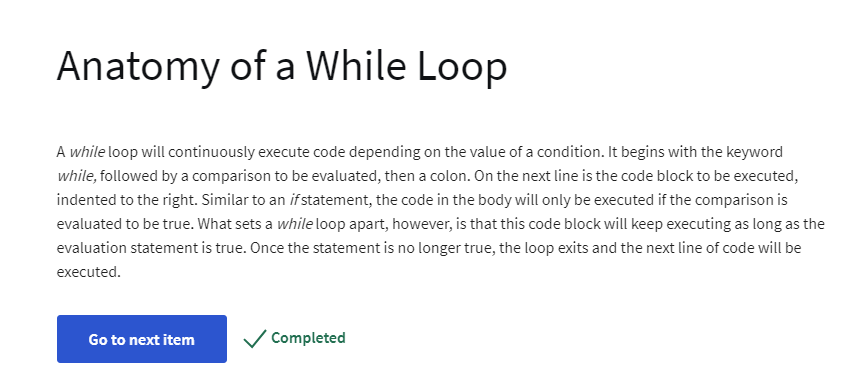 Anatomy of a While Loop
A while loop will continuously execute code depending on the value of a condition. It begins with the keyword
while, followed by a comparison to be evaluated, then a colon. On the next line is the code block to be executed,
indented to the right. Similar to an if statement, the code in the body will only be executed if the comparison is
evaluated to be true. What sets a while loop apart, however, is that this code block will keep executing as long as the
evaluation statement is true. Once the statement is no longer true, the loop exits and the next line of code will be
executed.
Go to next item
Completed